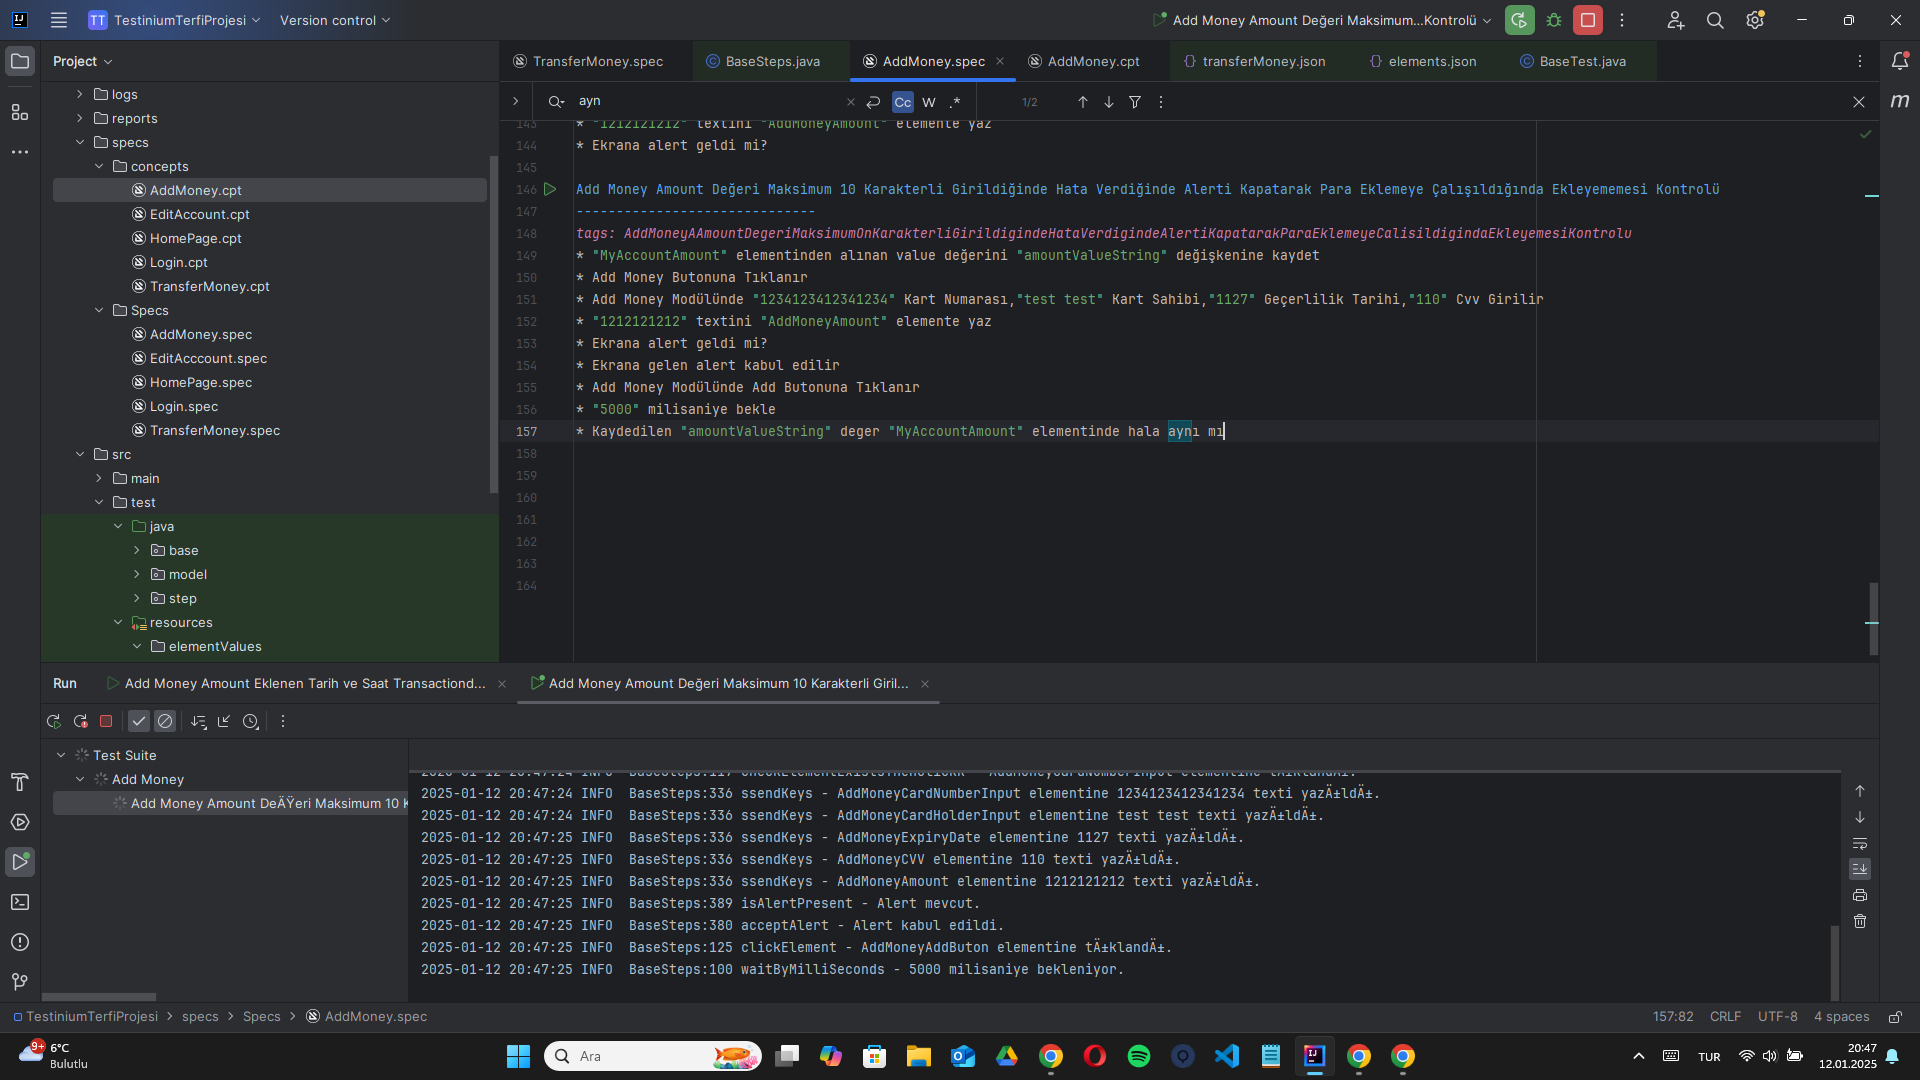 TT TestiniumTerfiProjesi Version control Add Money Amount Değeri Maksimum...Kontrolü
Project
TransferMoney.spec BaseSteps.java AddMoney.spec AddMoney.cpt transferMoney.json elements.json BaseTest.java
ayn Cc W .* 1/2
logs
reports
specs
concepts
AddMoney.cpt
EditAccount.cpt
HomePage.cpt
Login.cpt
TransferMoney.cpt
Specs
AddMoney.spec
EditAcccount.spec
HomePage.spec
Login.spec
TransferMoney.spec
src
main
test
java
base
model
step
resources
elementValues
143 * "1212121212" textini "AddMoneyAmount" elemente yaz
144 * Ekrana alert geldi mi?
145
146 Add Money Amount Değeri Maksimum 10 Karakterli Girildiğinde Hata Verdiğinde Alerti Kapatarak Para Eklemeye Çalışıldığında Ekleyememesi Kontrolü
147 ------------------------------
148 tags: AddMoneyAAmountDegeriMaksimumOnKarakterliGirildigindeHataVerdigindeAlertiKapatarakParaEklemeyeCalisildigindaEkleyemesiKontrolu
149 * "MyAccountAmount" elementinden alınan value değerini "amountValueString" değişkenine kaydet
150 * Add Money Butonuna Tıklanır
151 * Add Money Modülünde "1234123412341234" Kart Numarası,"test test" Kart Sahibi,"1127" Geçerlilik Tarihi,"110" Cvv Girilir
152 * "1212121212" textini "AddMoneyAmount" elemente yaz
153 * Ekrana alert geldi mi?
154 * Ekrana gelen alert kabul edilir
155 * Add Money Modülünde Add Butonuna Tıklanır
156 * "5000" milisaniye bekle
157 * Kaydedilen "amountValueString" deger "MyAccountAmount" elementinde hala aynı mı
158
159
160
161
162
163
164
Run Add Money Amount Eklenen Tarih ve Saat Transactiond... Add Money Amount Değeri Maksimum 10 Karakterli Giril...
Test Suite
Add Money
Add Money Amount DeÄŸeri Maksimum 10 K
2025-01-12 20:47:24 INFO BaseSteps:117 checkElementExistsThenClickk - AddMoneyCardNumberInput elementine tÄ±klandÄ±.
2025-01-12 20:47:24 INFO BaseSteps:336 ssendKeys - AddMoneyCardNumberInput elementine 1234123412341234 texti yazÄ±ldÄ±.
2025-01-12 20:47:24 INFO BaseSteps:336 ssendKeys - AddMoneyCardHolderInput elementine test test texti yazÄ±ldÄ±.
2025-01-12 20:47:25 INFO BaseSteps:336 ssendKeys - AddMoneyExpiryDate elementine 1127 texti yazÄ±ldÄ±.
2025-01-12 20:47:25 INFO BaseSteps:336 ssendKeys - AddMoneyCVV elementine 110 texti yazÄ±ldÄ±.
2025-01-12 20:47:25 INFO BaseSteps:336 ssendKeys - AddMoneyAmount elementine 1212121212 texti yazÄ±ldÄ±.
2025-01-12 20:47:25 INFO BaseSteps:389 isAlertPresent - Alert mevcut.
2025-01-12 20:47:25 INFO BaseSteps:380 acceptAlert - Alert kabul edildi.
2025-01-12 20:47:25 INFO BaseSteps:125 clickElement - AddMoneyAddButon elementine tÄ±klandÄ±.
2025-01-12 20:47:25 INFO BaseSteps:100 waitByMilliSeconds - 5000 milisaniye bekleniyor.
TestiniumTerfiProjesi > specs > Specs > AddMoney.spec 157:82 CRLF UTF-8 4 spaces
9+ 6°C
Bulutlu
Ara
TUR
20:47
12.01.2025